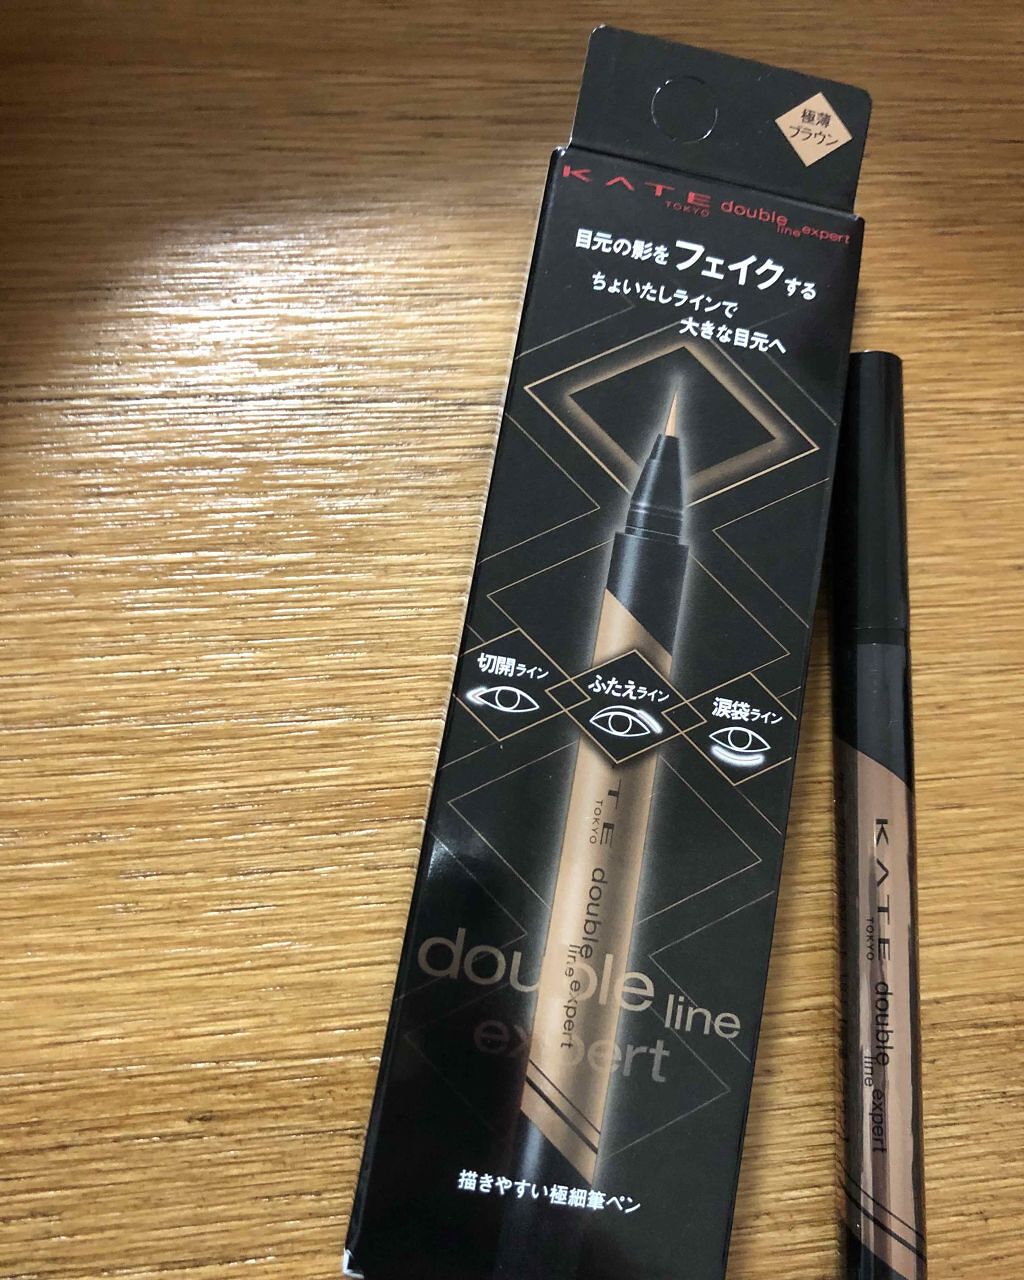 極薄
ブラウン
KATE
TOKYO
double
line expert
目元の影をフェイクする
ちょいたしラインで
大きな目元へ
切開ライン
ふたえライン
涙袋ライン
TE
TOKYO
double
line expert
double line
expert
描きやすい極細筆ペン
KATE
TOKYO
double
line expert